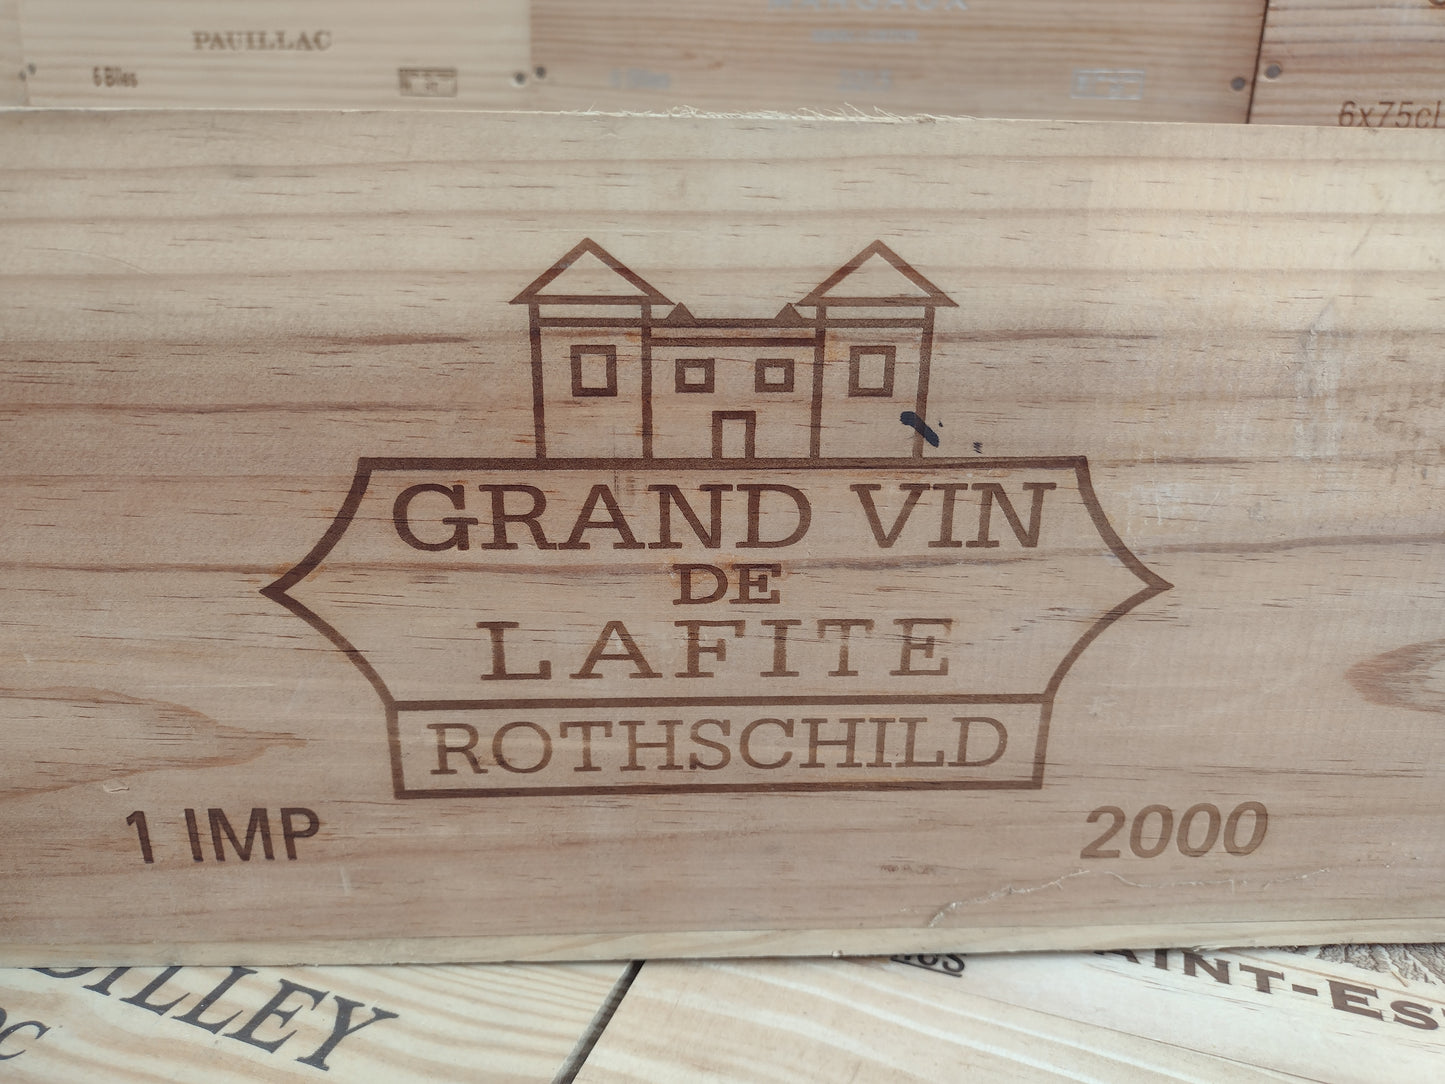 PAUILLAC
6 Btles
6x75cl
GRAND VIN
DE
LAFITE
ROTHSCHILD
1 IMP
2000